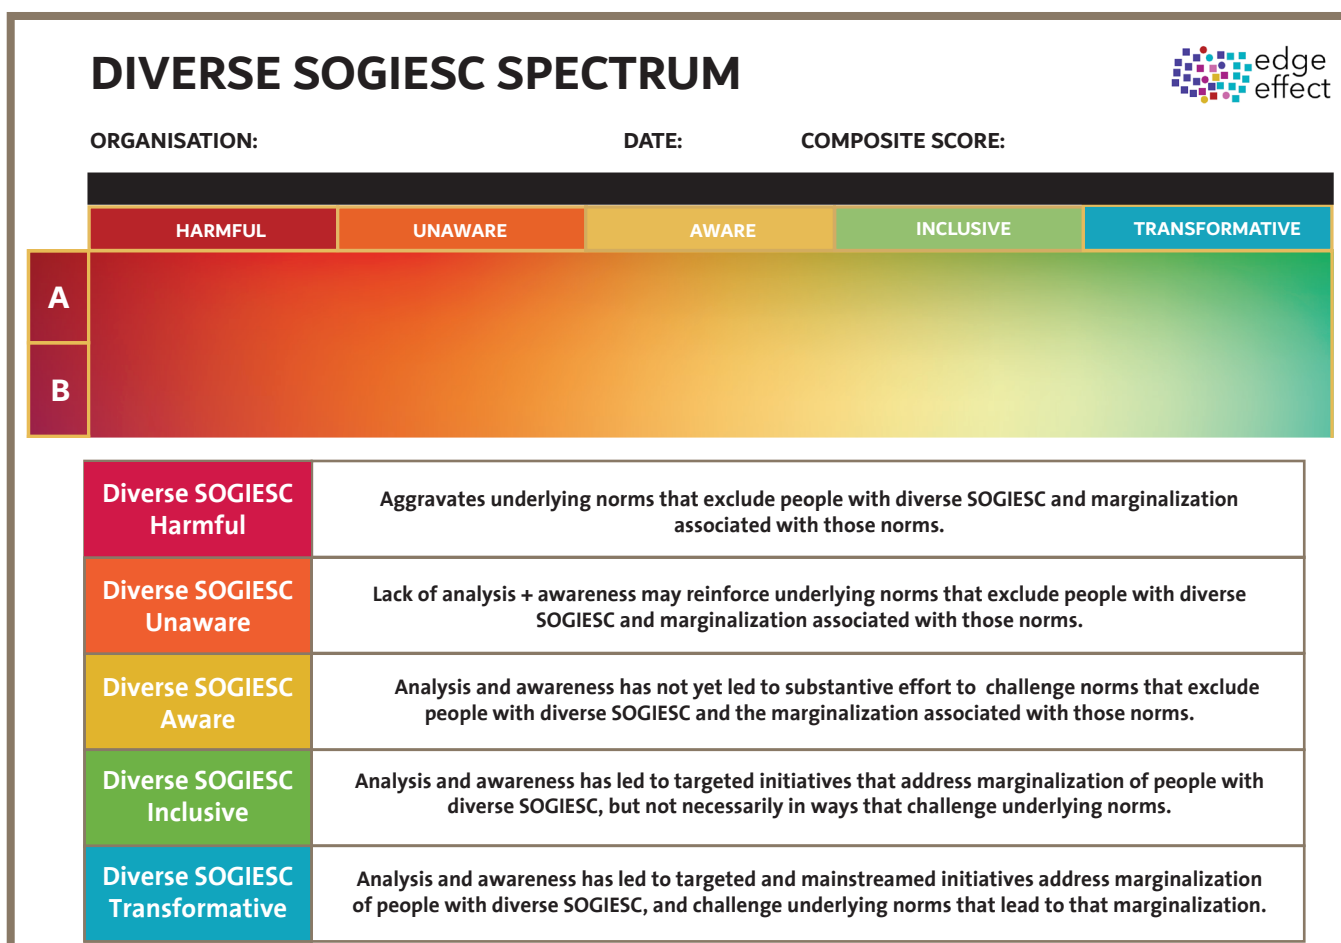 DIVERSE SOGIESC SPECTRUM
edge
effect
ORGANISATION: DATE: COMPOSITE SCORE:
HARMFUL UNAWARE AWARE INCLUSIVE TRANSFORMATIVE
A
B
Diverse SOGIESC
Harmful
Aggravates underlying norms that exclude people with diverse SOGIESC and marginalization
associated with those norms.
Diverse SOGIESC
Unaware
Lack of analysis + awareness may reinforce underlying norms that exclude people with diverse
SOGIESC and marginalization associated with those norms.
Diverse SOGIESC
Aware
Analysis and awareness has not yet led to substantive effort to challenge norms that exclude
people with diverse SOGIESC and the marginalization associated with those norms.
Diverse SOGIESC
Inclusive
Analysis and awareness has led to targeted initiatives that address marginalization of people with
diverse SOGIESC, but not necessarily in ways that challenge underlying norms.
Diverse SOGIESC
Transformative
Analysis and awareness has led to targeted and mainstreamed initiatives address marginalization
of people with diverse SOGIESC, and challenge underlying norms that lead to that marginalization.